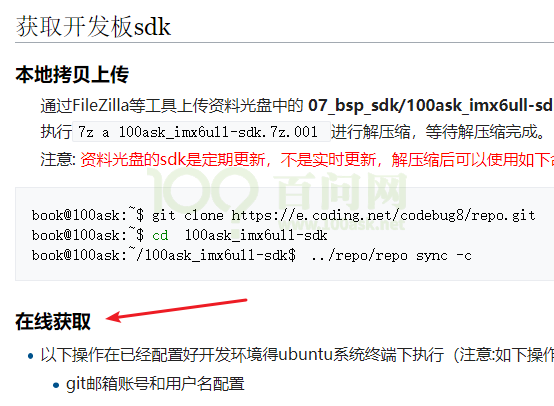 获取开发板sdk
本地拷贝上传
通过FileZilla等工具上传资料光盘中的 07_bsp_sdk/100ask_imx6ull-sd
执行 7z a 100ask_imx6ull-sdk.7z.001 进行解压缩，等待解压缩完成。
注意: 资料光盘的sdk是定期更新，不是实时更新，解压缩后可以使用如下命
百问网
www.100ask.net
book@100ask:~$ git clone https://e.coding.net/codebug8/repo.git
book@100ask:~$ cd 100ask_imx6ull-sdk
book@100ask:~/100ask_imx6ull-sdk$ ../repo/repo sync -c
在线获取
• 以下操作在已经配置好开发环境得ubuntu系统终端下执行（注意:如下操作
• git邮箱账号和用户名配置